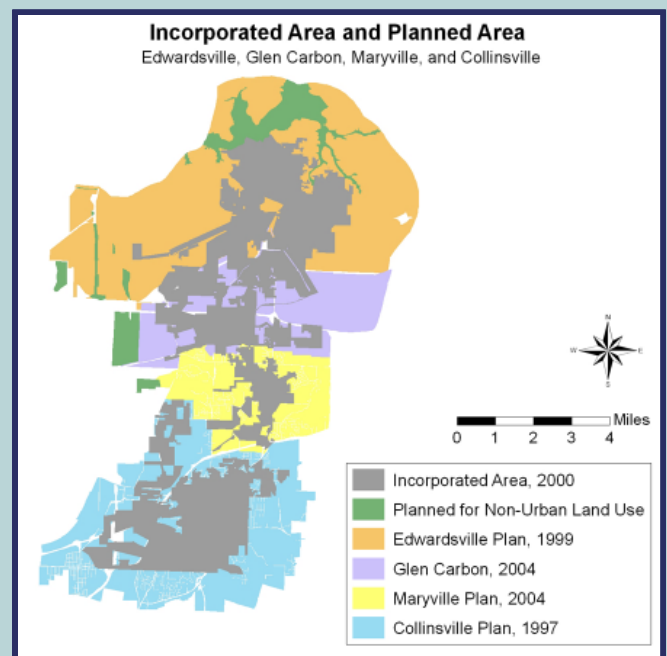 Incorporated Area and Planned Area
Edwardsville, Glen Carbon, Maryville, and Collinsville
N
W E
S
Miles
0 1 2 3 4
Incorporated Area, 2000
Planned for Non-Urban Land Use
Edwardsville Plan, 1999
Glen Carbon, 2004
Maryville Plan, 2004
Collinsville Plan, 1997